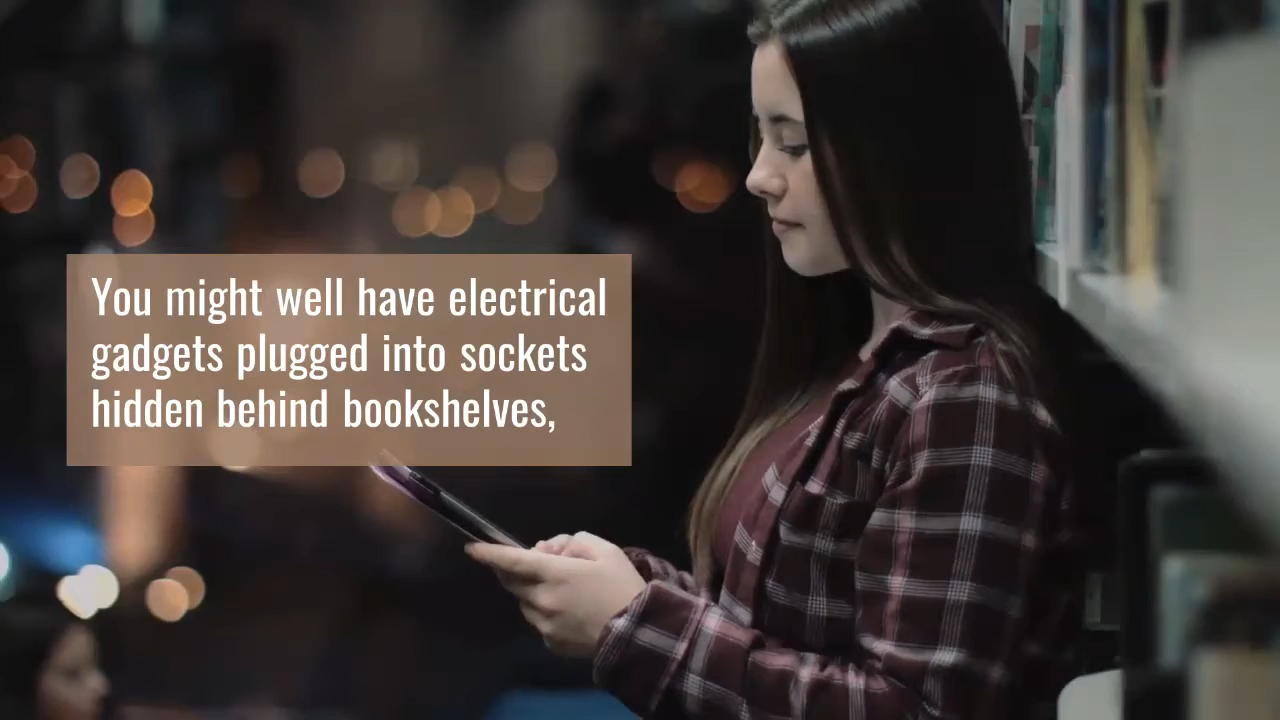 You might well have electrical
gadgets plugged into sockets
hidden behind bookshelves,